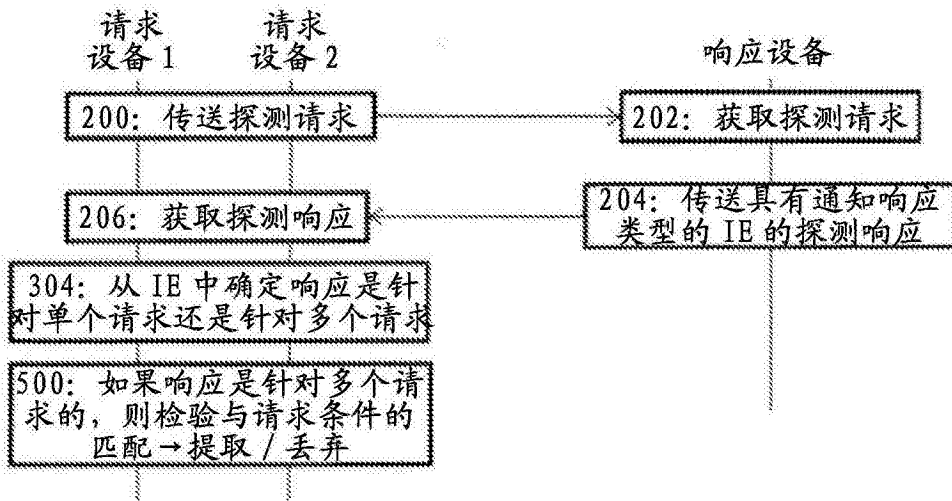 请求
设备 1
请求
设备 2
响应设备
200: 传送探测请求
202: 获取探测请求
206: 获取探测响应
204: 传送具有通知响应
类型的 IE 的探测响应
304: 从 IE 中确定响应是针
对单个请求还是针对多个请求
500: 如果响应是针对多个请
求的，则检验与请求条件的
匹配→提取 / 丢弃